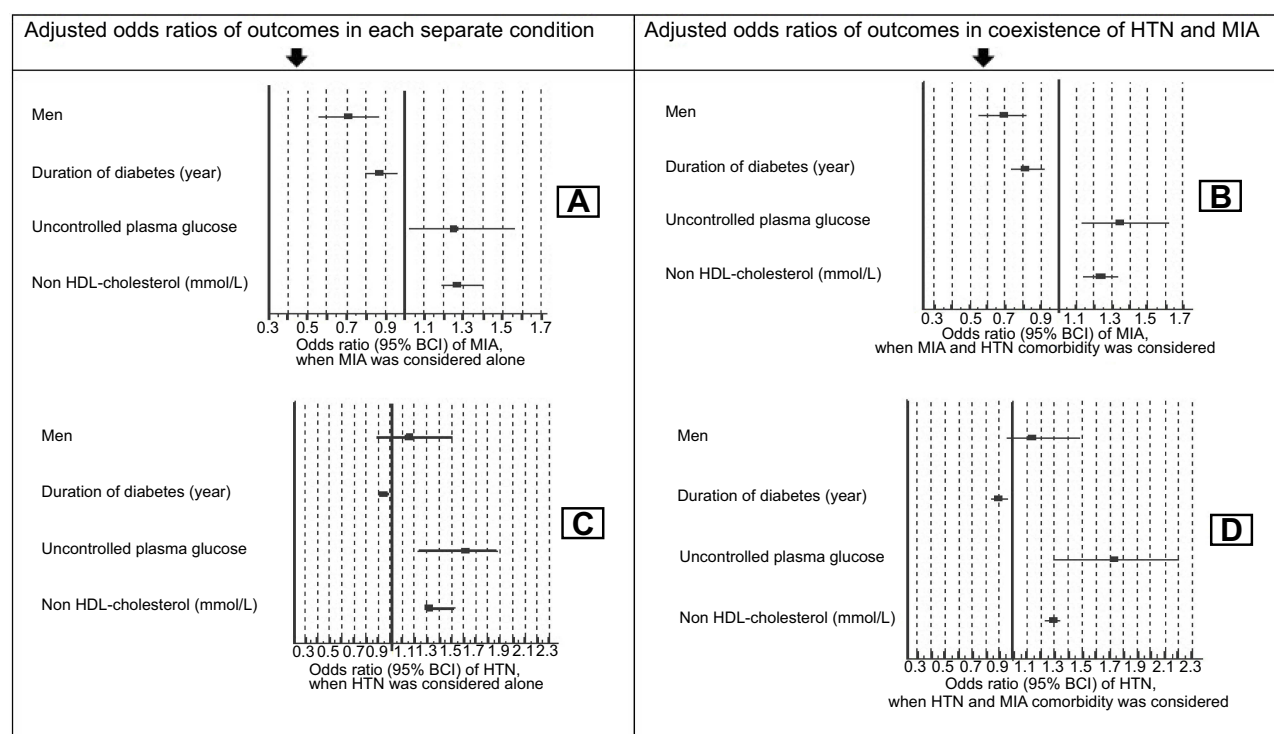 Adjusted odds ratios of outcomes in each separate condition
Adjusted odds ratios of outcomes in coexistence of HTN and MIA
Men
Duration of diabetes (year)
Uncontrolled plasma glucose
Non HDL-cholesterol (mmol/L)
A
0.3 0.5 0.7 0.9 1.1 1.3 1.5 1.7
Odds ratio (95% BCI) of MIA,
when MIA was considered alone
Men
Duration of diabetes (year)
Uncontrolled plasma glucose
Non HDL-cholesterol (mmol/L)
B
0.3 0.5 0.7 0.9 1.1 1.3 1.5 1.7
Odds ratio (95% BCI) of MIA,
when MIA and HTN comorbidity was considered
Men
Duration of diabetes (year)
Uncontrolled plasma glucose
Non HDL-cholesterol (mmol/L)
C
0.3 0.5 0.7 0.9 1.1 1.3 1.5 1.7 1.9 2.1 2.3
Odds ratio (95% BCI) of HTN,
when HTN was considered alone
Men
Duration of diabetes (year)
Uncontrolled plasma glucose
Non HDL-cholesterol (mmol/L)
D
0.3 0.5 0.7 0.9 1.1 1.3 1.5 1.7 1.9 2.1 2.3
Odds ratio (95% BCI) of HTN,
when HTN and MIA comorbidity was considered